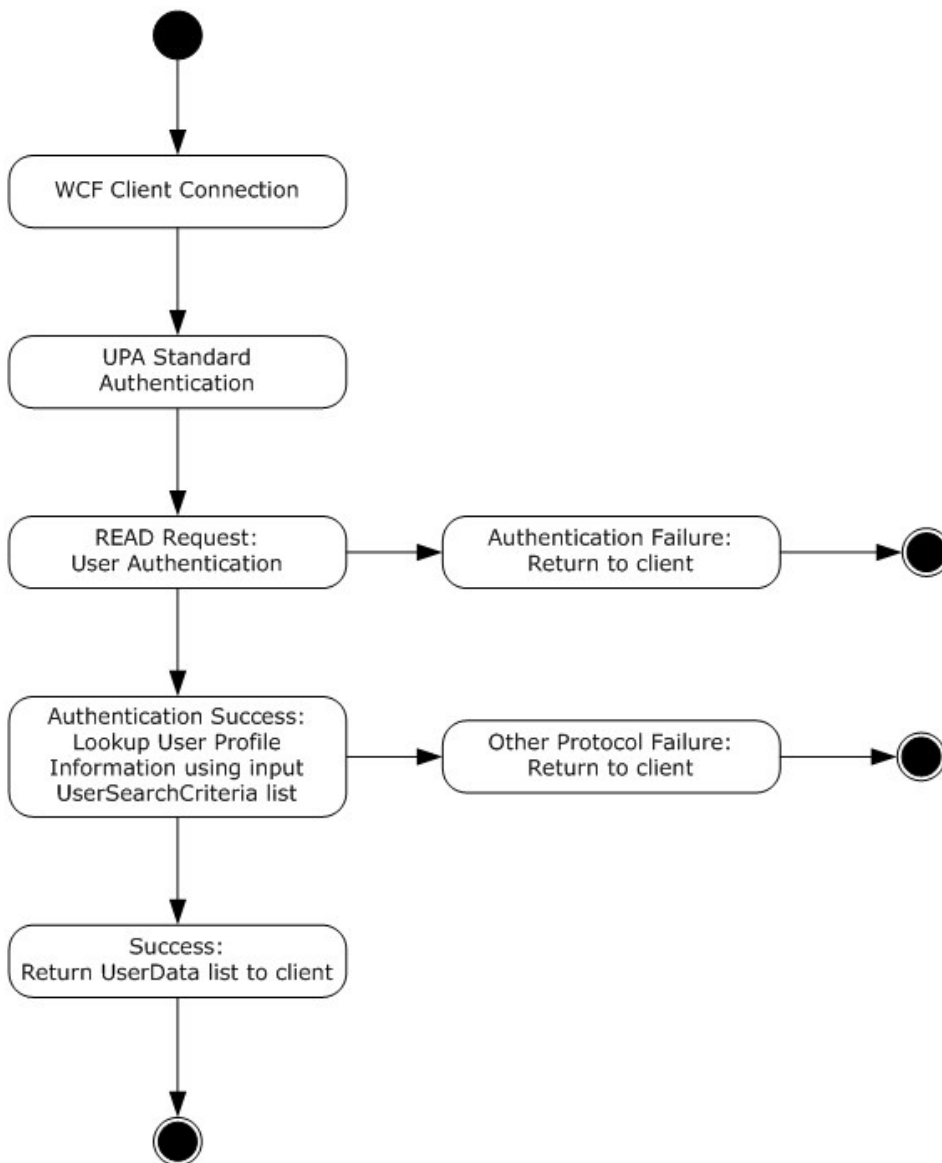 WCF Client Connection
UPA Standard
Authentication
READ Request:
User Authentication
Authentication Failure:
Return to client
Authentication Success:
Lookup User Profile
Information using input
UserSearchCriteria list
Other Protocol Failure:
Return to client
Success:
Return UserData list to client